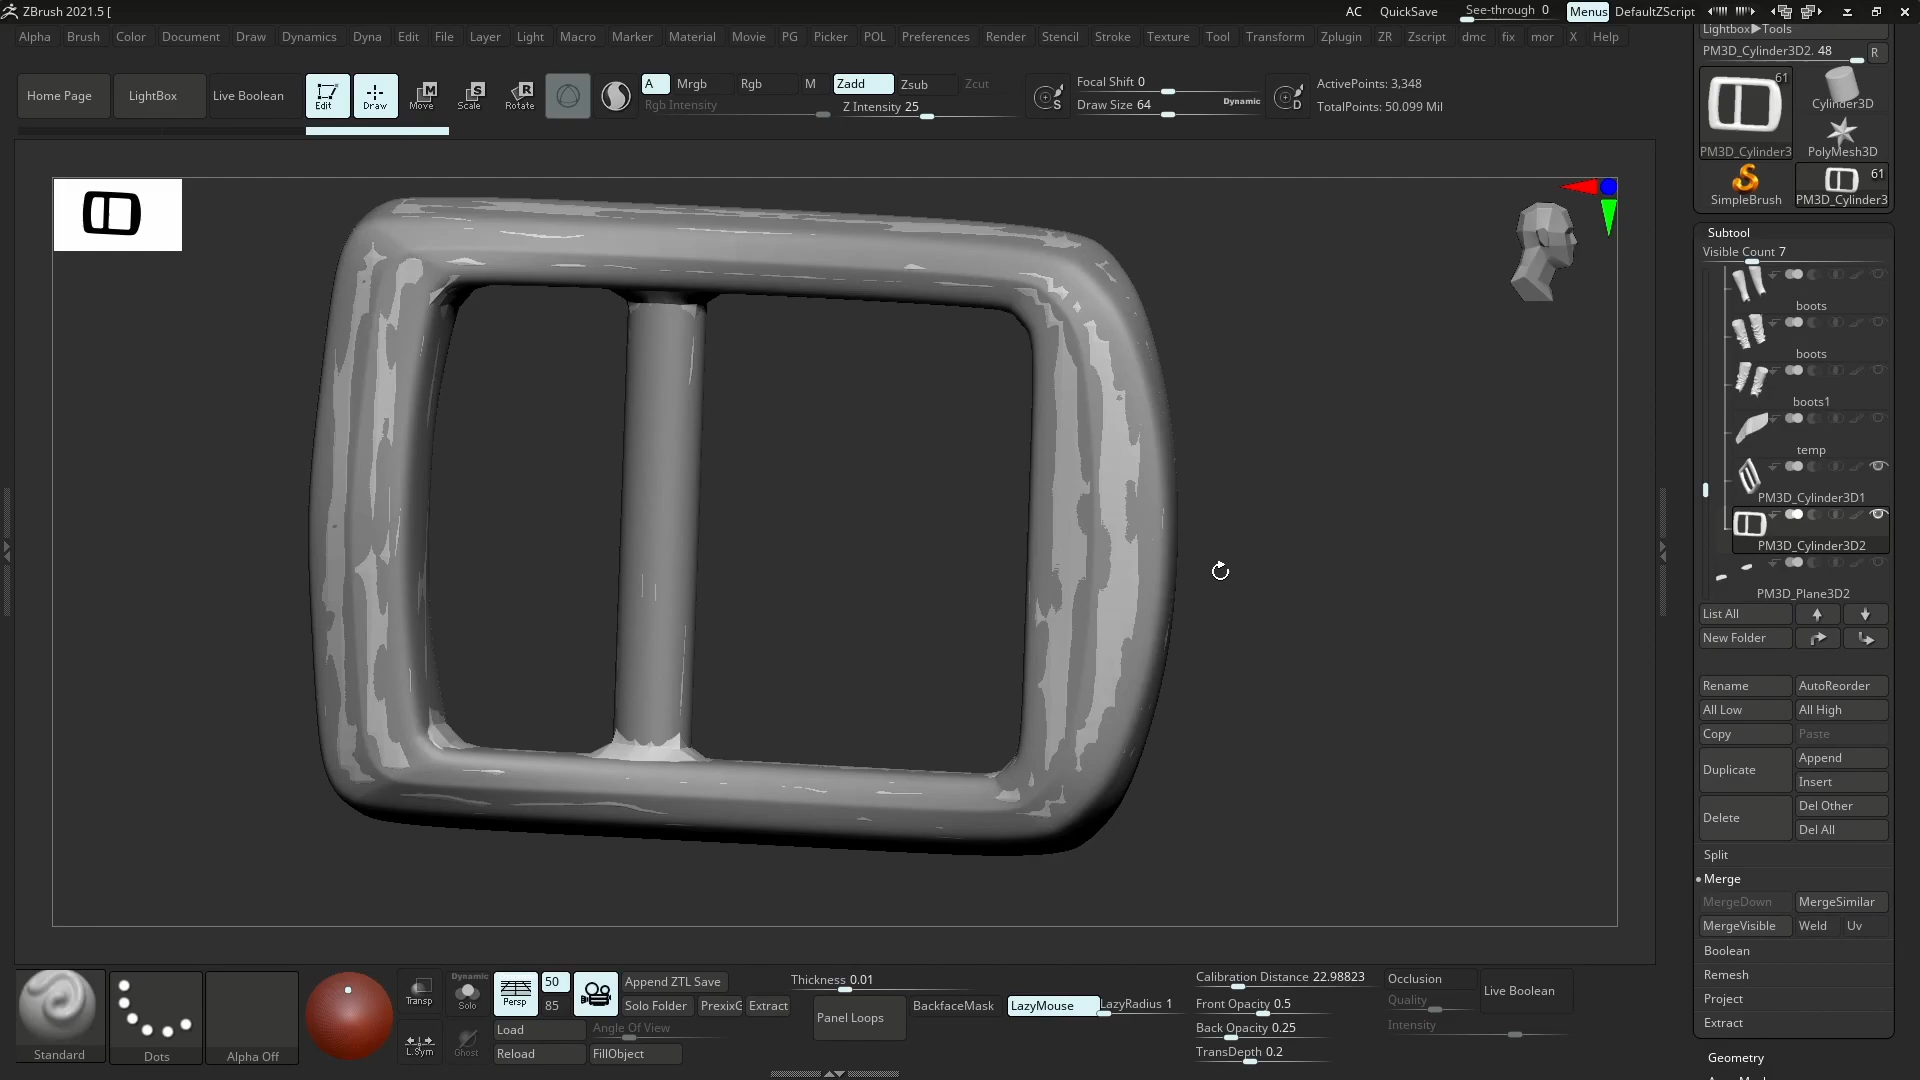 ZBrush 2021.5 [
AC QuickSave See-through 0 Menus DefaultZScript
Alpha Brush Color Document Draw Dynamics Dyna Edit File Layer Light Macro Marker Material Movie PG Picker POL Preferences Render Stencil Stroke Texture Tool Transform Zplugin ZR Zscript dmc fix mor X Help
Lightbox▶Tools
PM3D_Cylinder3D2. 48 R
Home Page LightBox Live Boolean Edit Draw Move Scale Rotate
M S R
A Mrgb Rgb M Zadd Zsub Zcut
Rgb Intensity Z Intensity 25
S Focal Shift 0
Draw Size 64 Dynamic
D ActivePoints: 3,348
TotalPoints: 50.099 Mil
61
PM3D_Cylinder3
Cylinder3D
PolyMesh3D
SimpleBrush
61
PM3D_Cylinder3
Subtool
Visible Count 7
boots
boots
boots1
temp
PM3D_Cylinder3D1
PM3D_Cylinder3D2
PM3D_Plane3D2
List All
New Folder
Rename AutoReorder
All Low All High
Copy Paste
Duplicate Append
Insert
Delete Del Other
Del All
Split
Merge
MergeDown MergeSimilar
MergeVisible Weld Uv
Boolean
Remesh
Project
Extract
Geometry
Standard
Dots
Alpha Off
Transp
L.Sym
Dynamic
Solo
Ghost
Persp
50
85
Append ZTL Save
Solo Folder PrexixG Extract
Load Angle Of View
Reload FillObject
Thickness 0.01
Panel Loops
BackfaceMask LazyMouse LazyRadius 1
Calibration Distance 22.98823
Front Opacity 0.5
Back Opacity 0.25
TransDepth 0.2
Occlusion
Quality
Intensity
Live Boolean